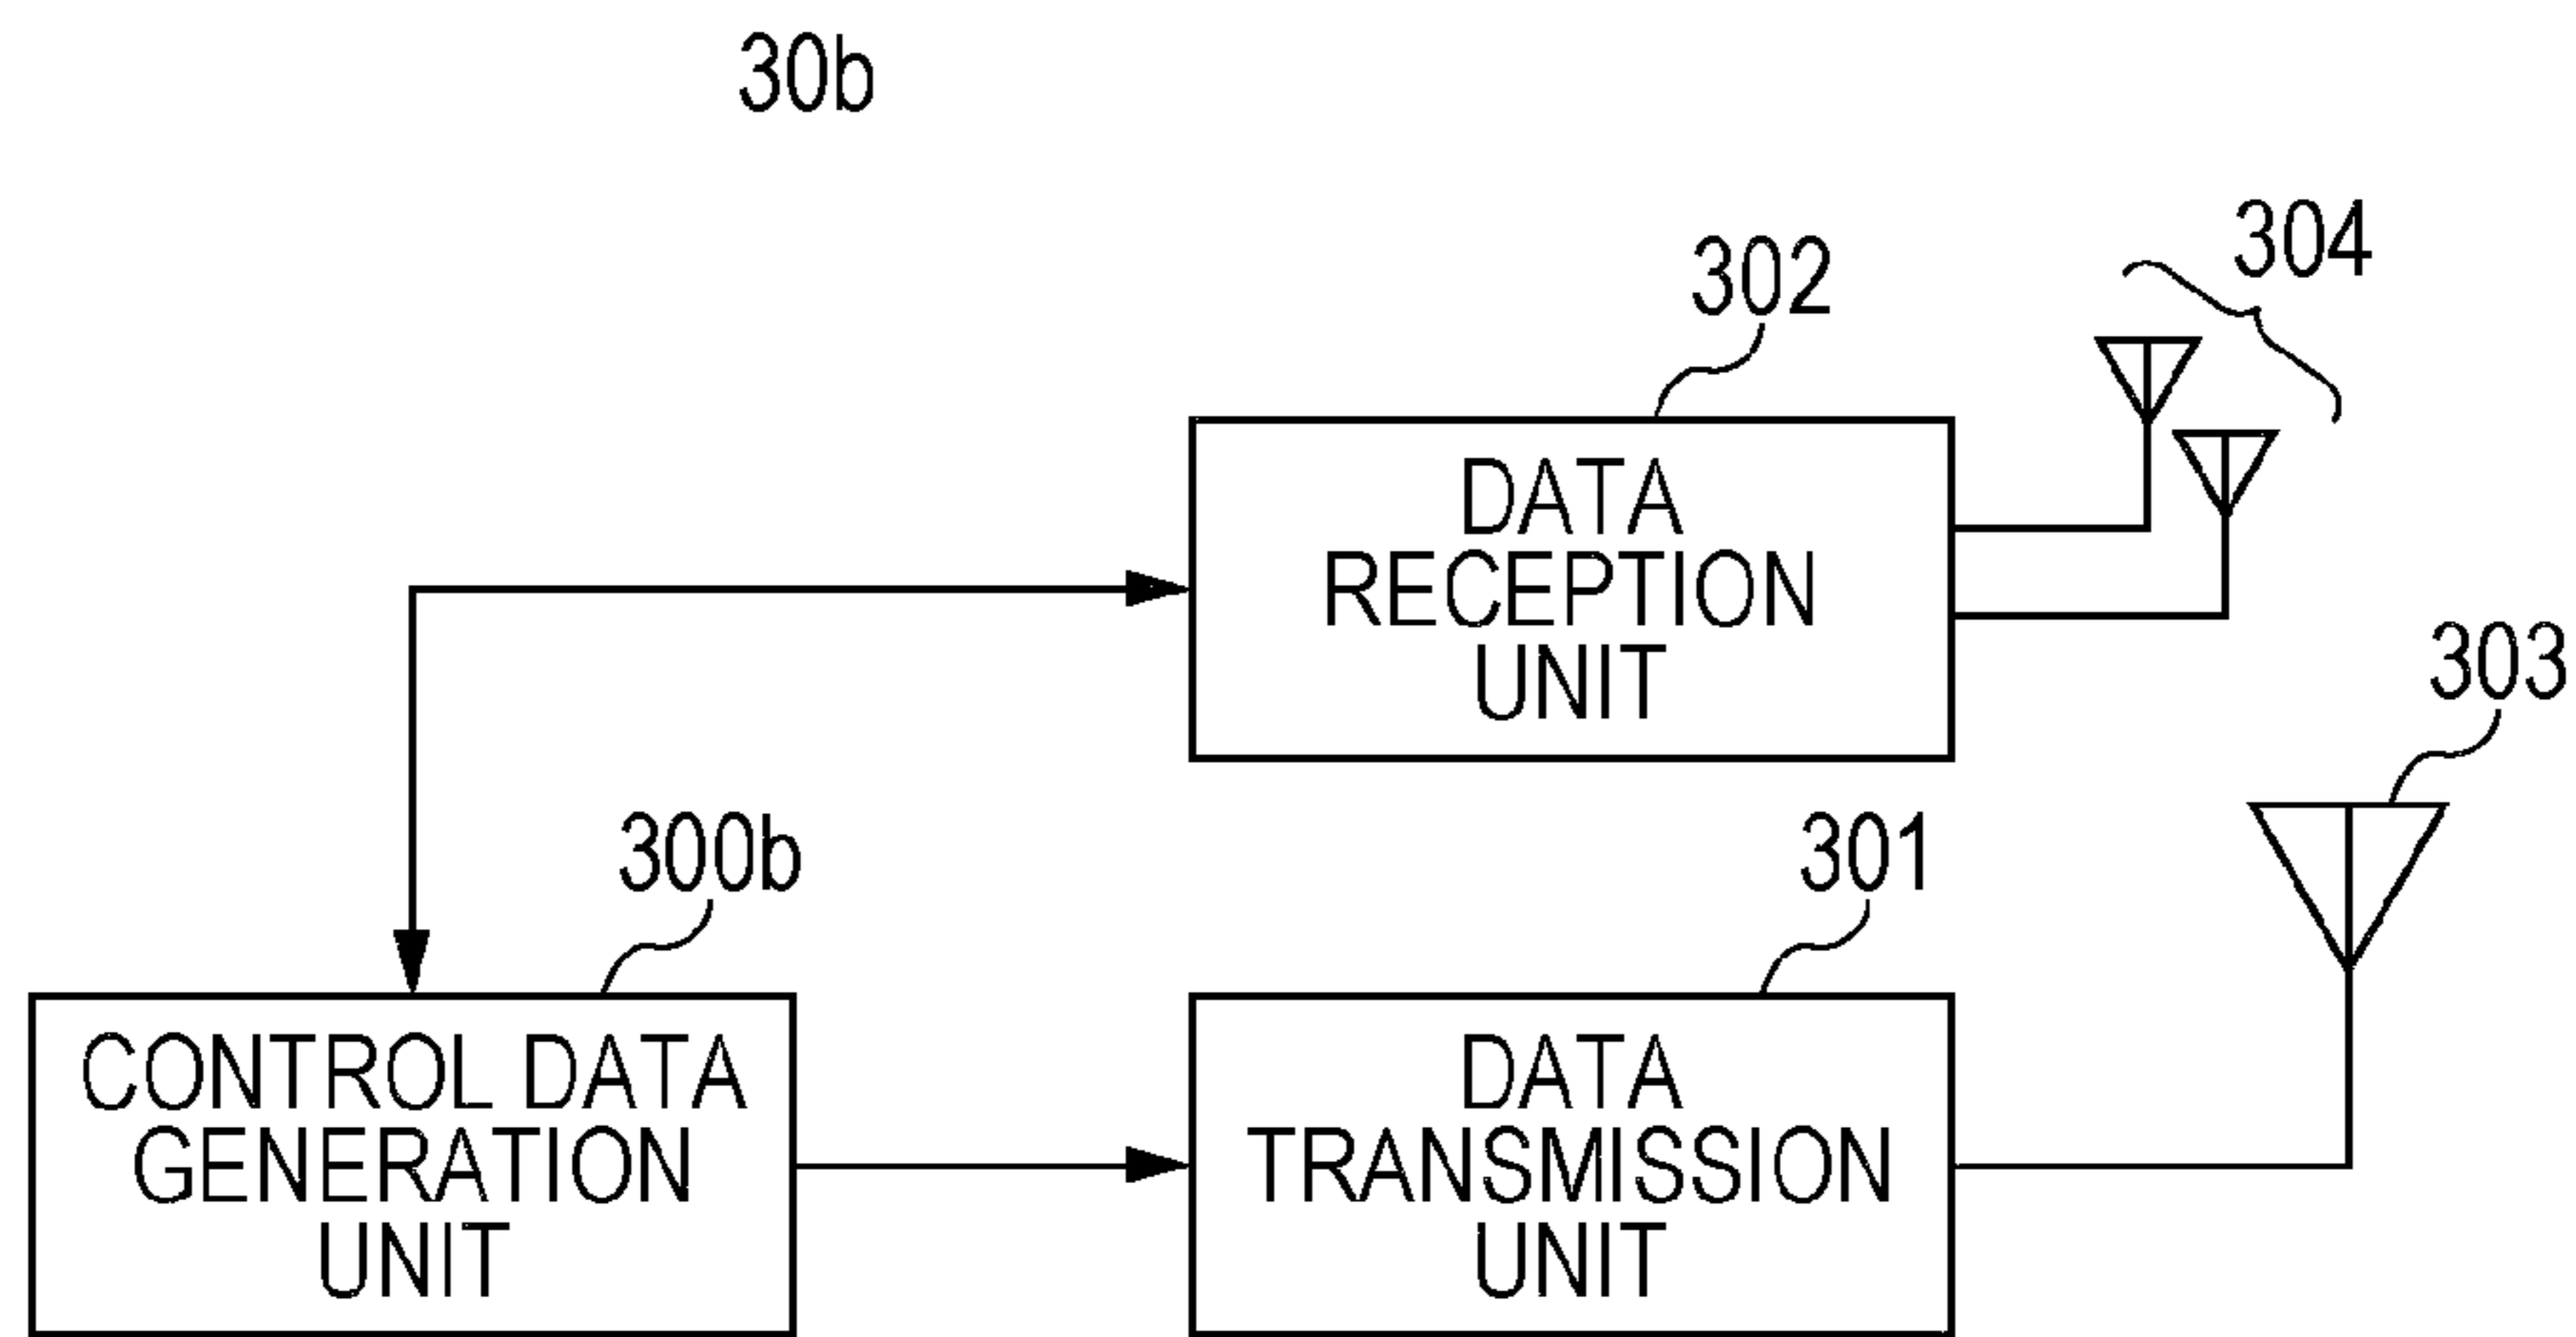 30b
304
302
DATA
RECEPTION
UNIT
303
300b
301
CONTROL DATA
GENERATION
UNIT
DATA
TRANSMISSION
UNIT